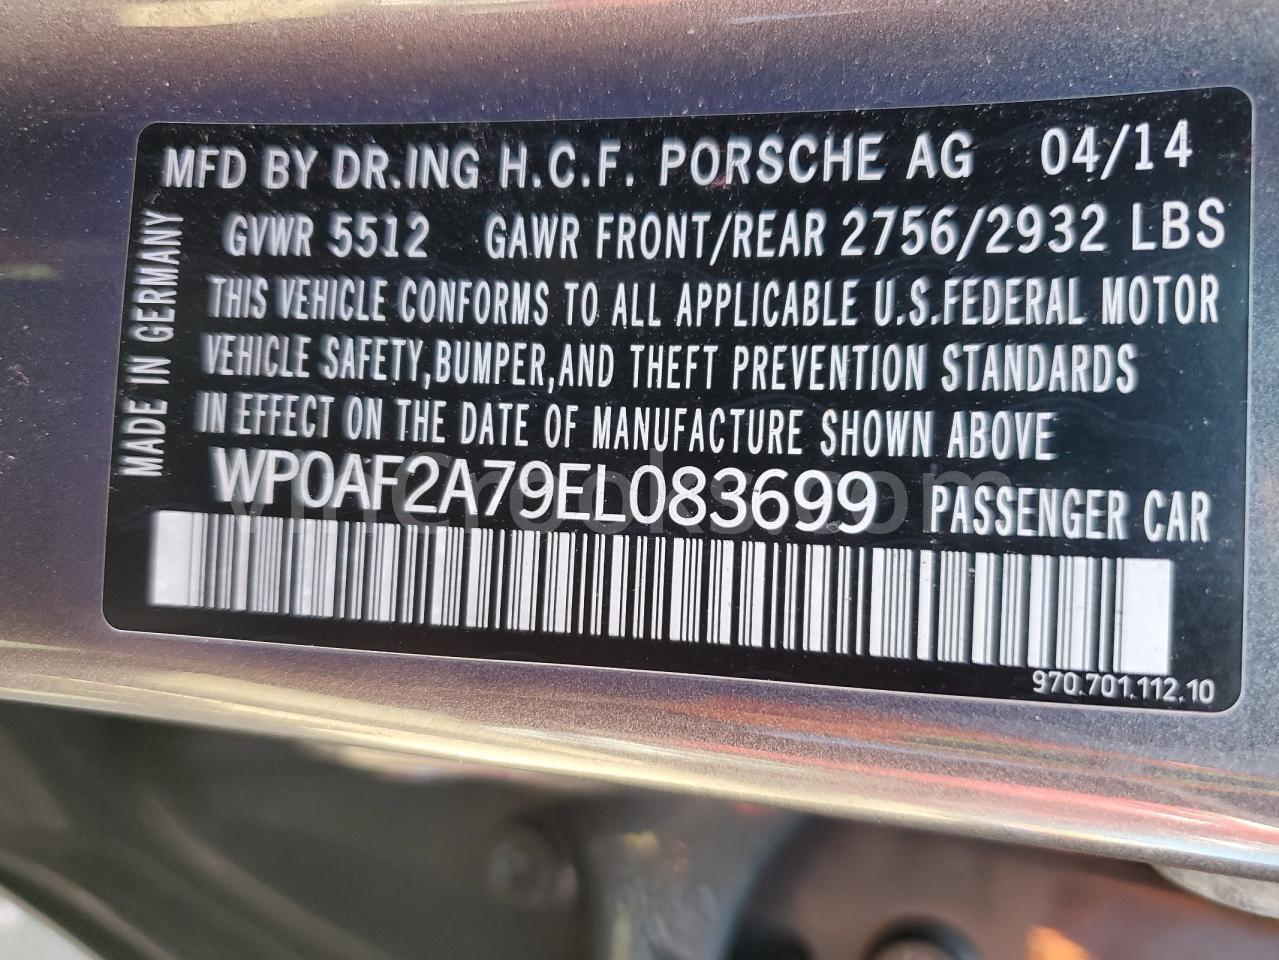 MFD BY DR.ING H.C.F. PORSCHE AG 04/14
GVWR 5512 GAWR FRONT/REAR 2756/2932 LBS
THIS VEHICLE CONFORMS TO ALL APPLICABLE U.S.FEDERAL MOTOR
VEHICLE SAFETY,BUMPER,AND THEFT PREVENTION STANDARDS
IN EFFECT ON THE DATE OF MANUFACTURE SHOWN ABOVE
WP0AF2A79EL083699 PASSENGER CAR
970.701.112.10
MADE IN GERMANY